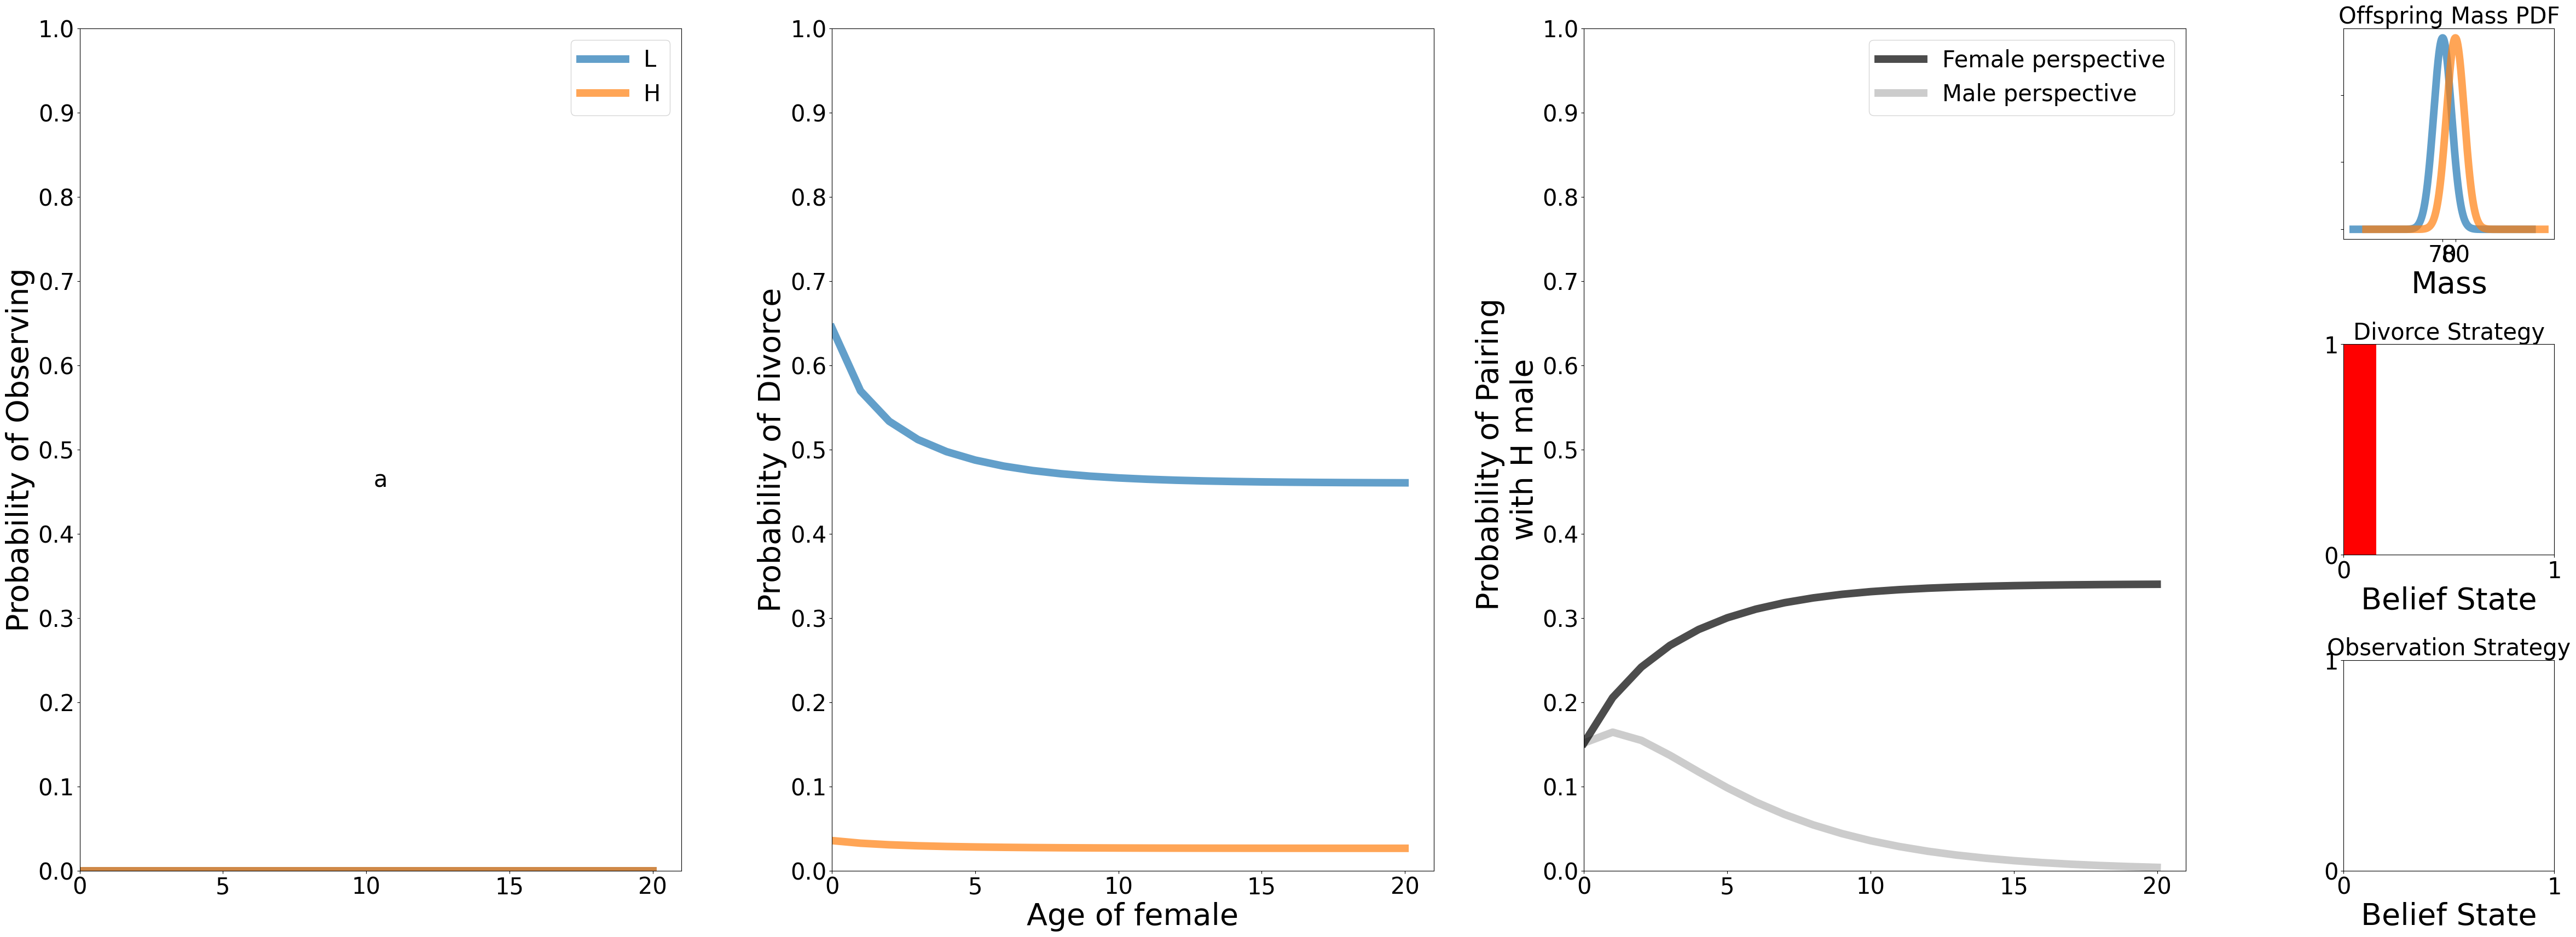 Probability of Observing
1.0
0.9
0.8
0.7
0.6
0.5
0.4
0.3
0.2
0.1
0.0
0 5 10 15 20
L
H
a
Probability of Divorce
1.0
0.9
0.8
0.7
0.6
0.5
0.4
0.3
0.2
0.1
0.0
0 5 10 15 20
Age of female
Probability of Pairing
with H male
1.0
0.9
0.8
0.7
0.6
0.5
0.4
0.3
0.2
0.1
0.0
0 5 10 15 20
Female perspective
Male perspective
Offspring Mass PDF
Mass
Divorce Strategy
1
0
0 1
Belief State
Observation Strategy
1
0
0 1
Belief State